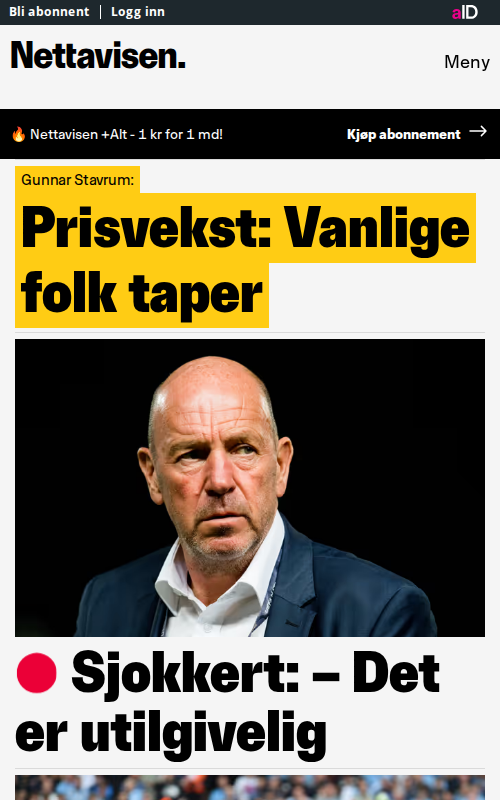 Bli abonnent | Logg inn
aID
Nettavisen.
Meny
🔥 Nettavisen +Alt - 1 kr for 1 md!
Kjøp abonnement →
Gunnar Stavrum:
Prisvekst: Vanlige
folk taper
Sjokkert: – Det
er utilgivelig